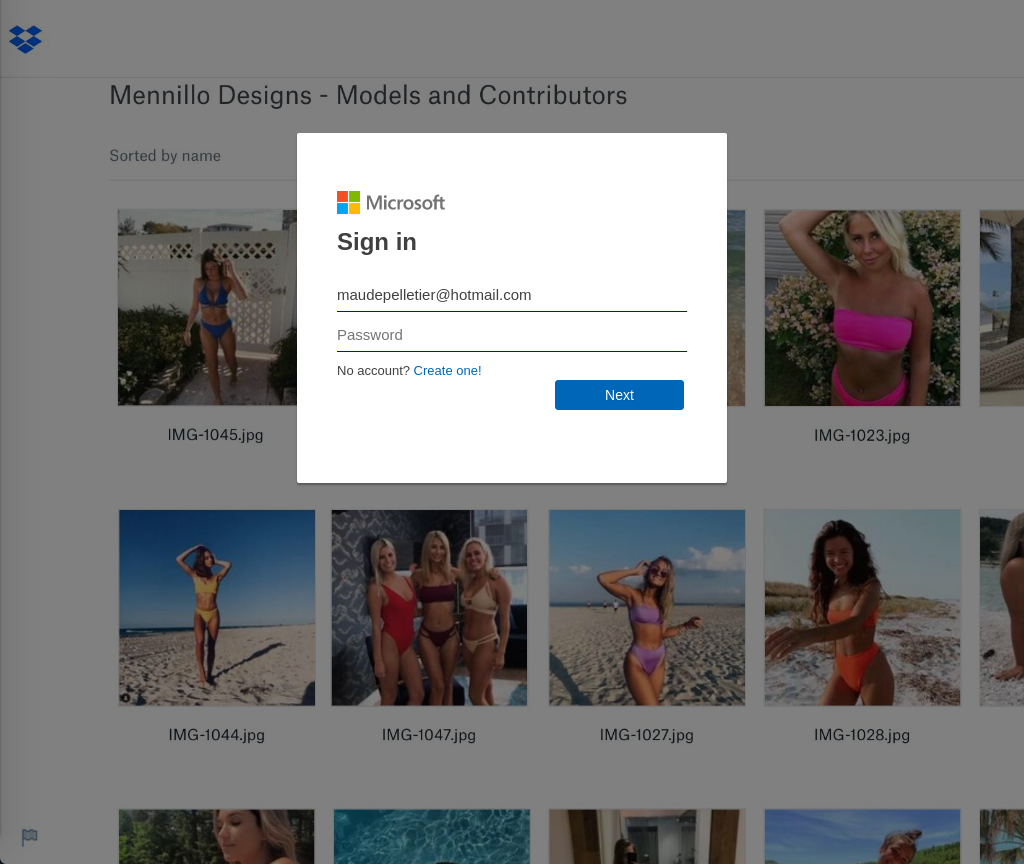 Mennillo Designs - Models and Contributors
Sorted by name
Microsoft
Sign in
maudepelletier@hotmail.com
Password
No account? Create one!
Next
IMG-1045.jpg
IMG-1023.jpg
IMG-1044.jpg
IMG-1047.jpg
IMG-1027.jpg
IMG-1028.jpg